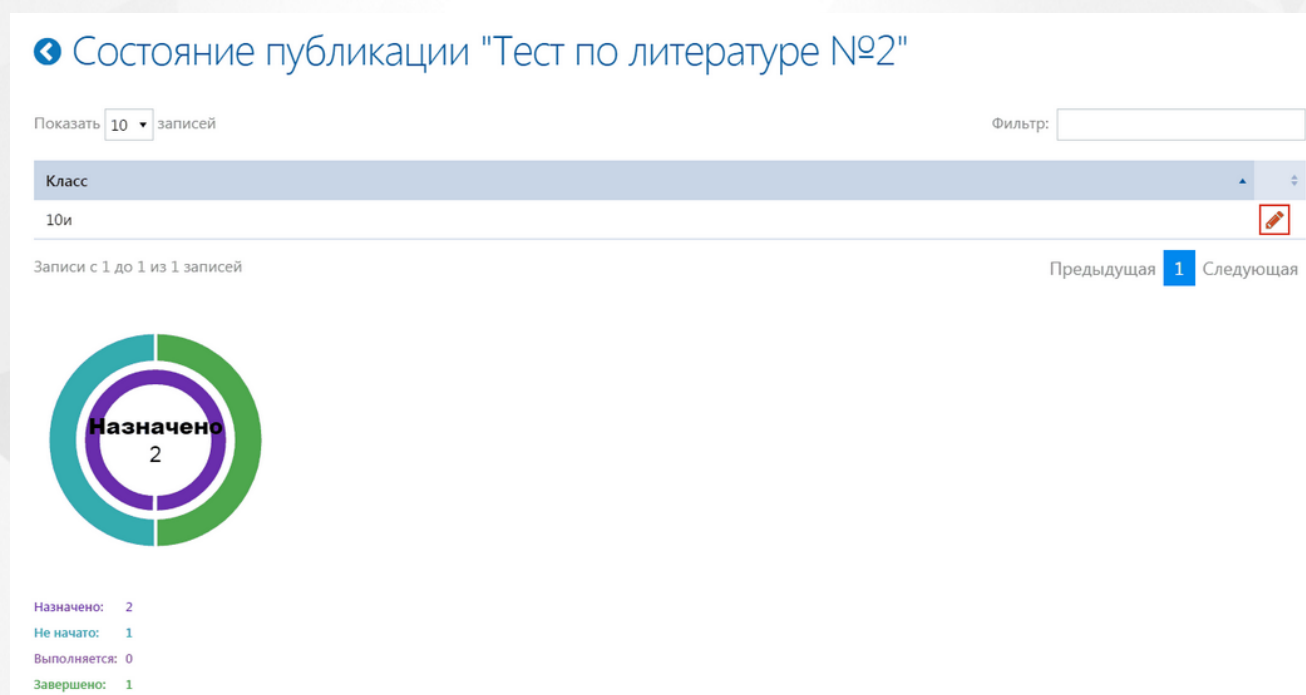 Состояние публикации "Тест по литературе №2"
Показать 10 записей
Фильтр:
Класс
10и
Записи с 1 до 1 из 1 записей
Предыдущая 1 Следующая
Назначено
2
Назначено: 2
Не начато: 1
Выполняется: 0
Завершено: 1